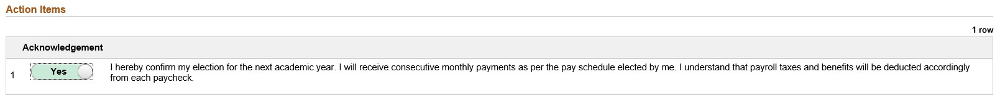 Action Items
1 row
Acknowledgement
1 Yes I hereby confirm my election for the next academic year. I will receive consecutive monthly payments as per the pay schedule elected by me. I understand that payroll taxes and benefits will be deducted accordingly
from each paycheck.